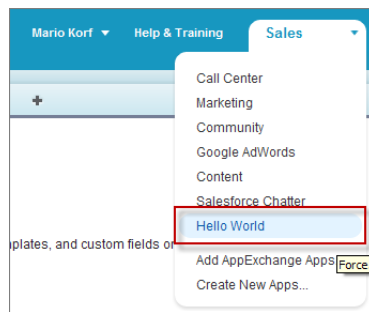 Mario Korf Help & Training Sales
+
Call Center
Marketing
Community
Google AdWords
Content
Salesforce Chatter
Hello World
nplates, and custom fields or
Add AppExchange Apps
Force
Create New Apps...